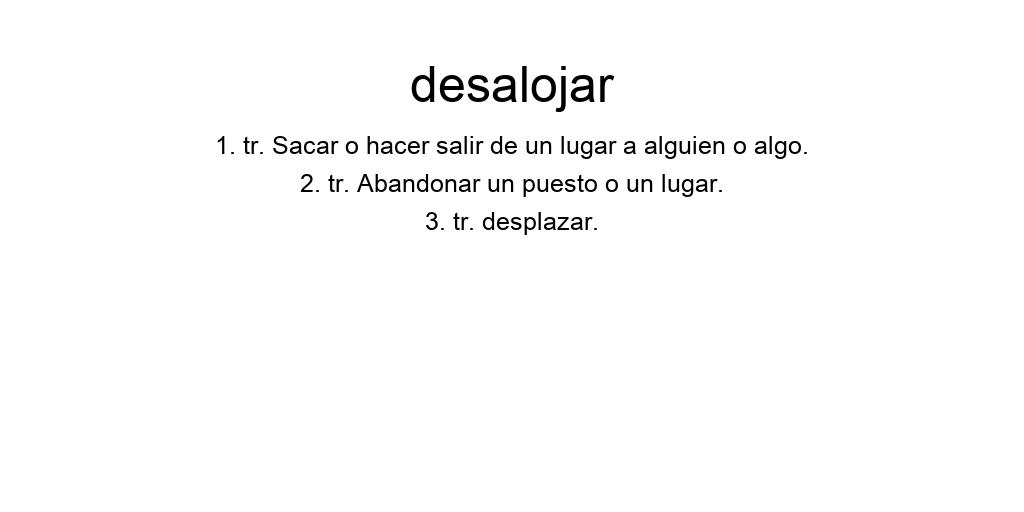 desalojar
1. tr. Sacar o hacer salir de un lugar a alguien o algo.
2. tr. Abandonar un puesto o un lugar.
3. tr. desplazar.